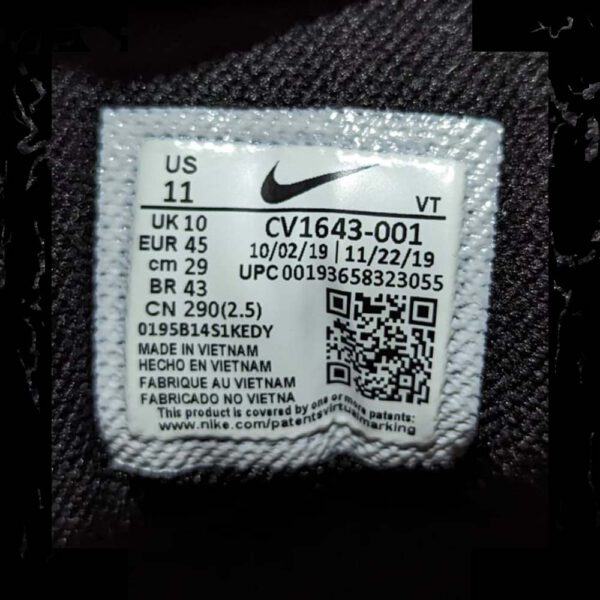 US
11
VT
UK 10
EUR 45
cm 29
BR 43
CN 290(2.5)
0195B14S1KEDY
CV1643-001
10/02/19 | 11/22/19
UPC 00193658323055
MADE IN VIETNAM
HECHO EN VIETNAM
FABRIQUE AU VIETNAM
FABRICADO NO VIETNA
This product is covered by one or more patents:
www.nike.com/patentsvirtualmarking